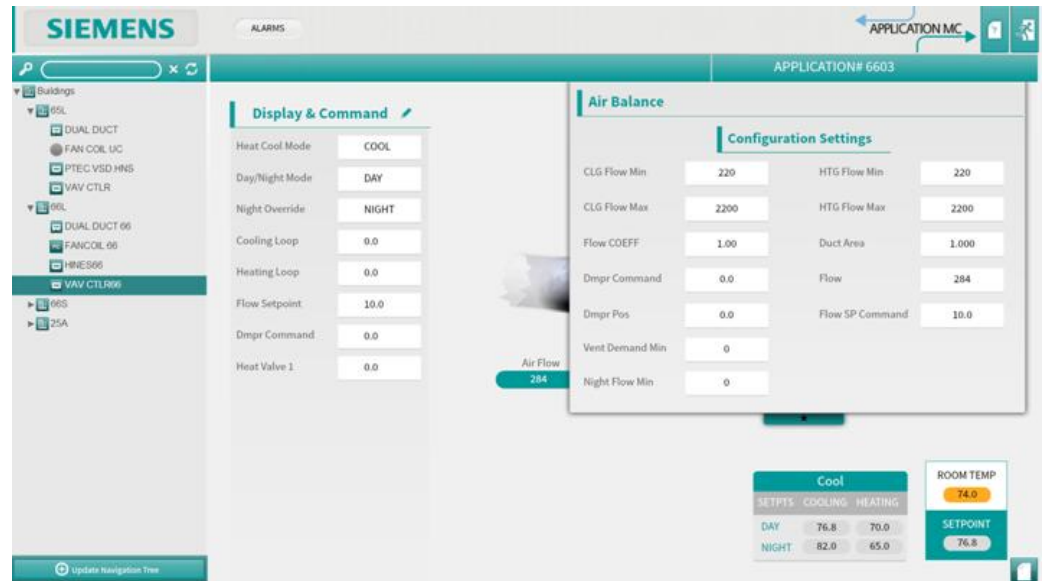 SIEMENS
ALARMS
APPLICATION MC
?
APPLICATION# 6603
Buildings
65L
DUAL DUCT
FAN COIL UC
PTEC VSD HNS
VAV CTLR
66L
DUAL DUCT 66
FANCOIL 66
HINES66
VAV CTLR66
66S
25A
Update Navigation Tree
Display & Command
Heat Cool Mode COOL
Day/Night Mode DAY
Night Override NIGHT
Cooling Loop 0.0
Heating Loop 0.0
Flow Setpoint 10.0
Dmpr Command 0.0
Heat Valve 1 0.0
Air Flow
284
Air Balance
Configuration Settings
CLG Flow Min 220 HTG Flow Min 220
CLG Flow Max 2200 HTG Flow Max 2200
Flow COEFF 1.00 Duct Area 1.000
Dmpr Command 0.0 Flow 284
Dmpr Pos 0.0 Flow SP Command 10.0
Vent Demand Min 0
Night Flow Min 0
Cool
SETPTS COOLING HEATING
DAY 76.8 70.0
NIGHT 82.0 65.0
ROOM TEMP
74.0
SETPOINT
76.8